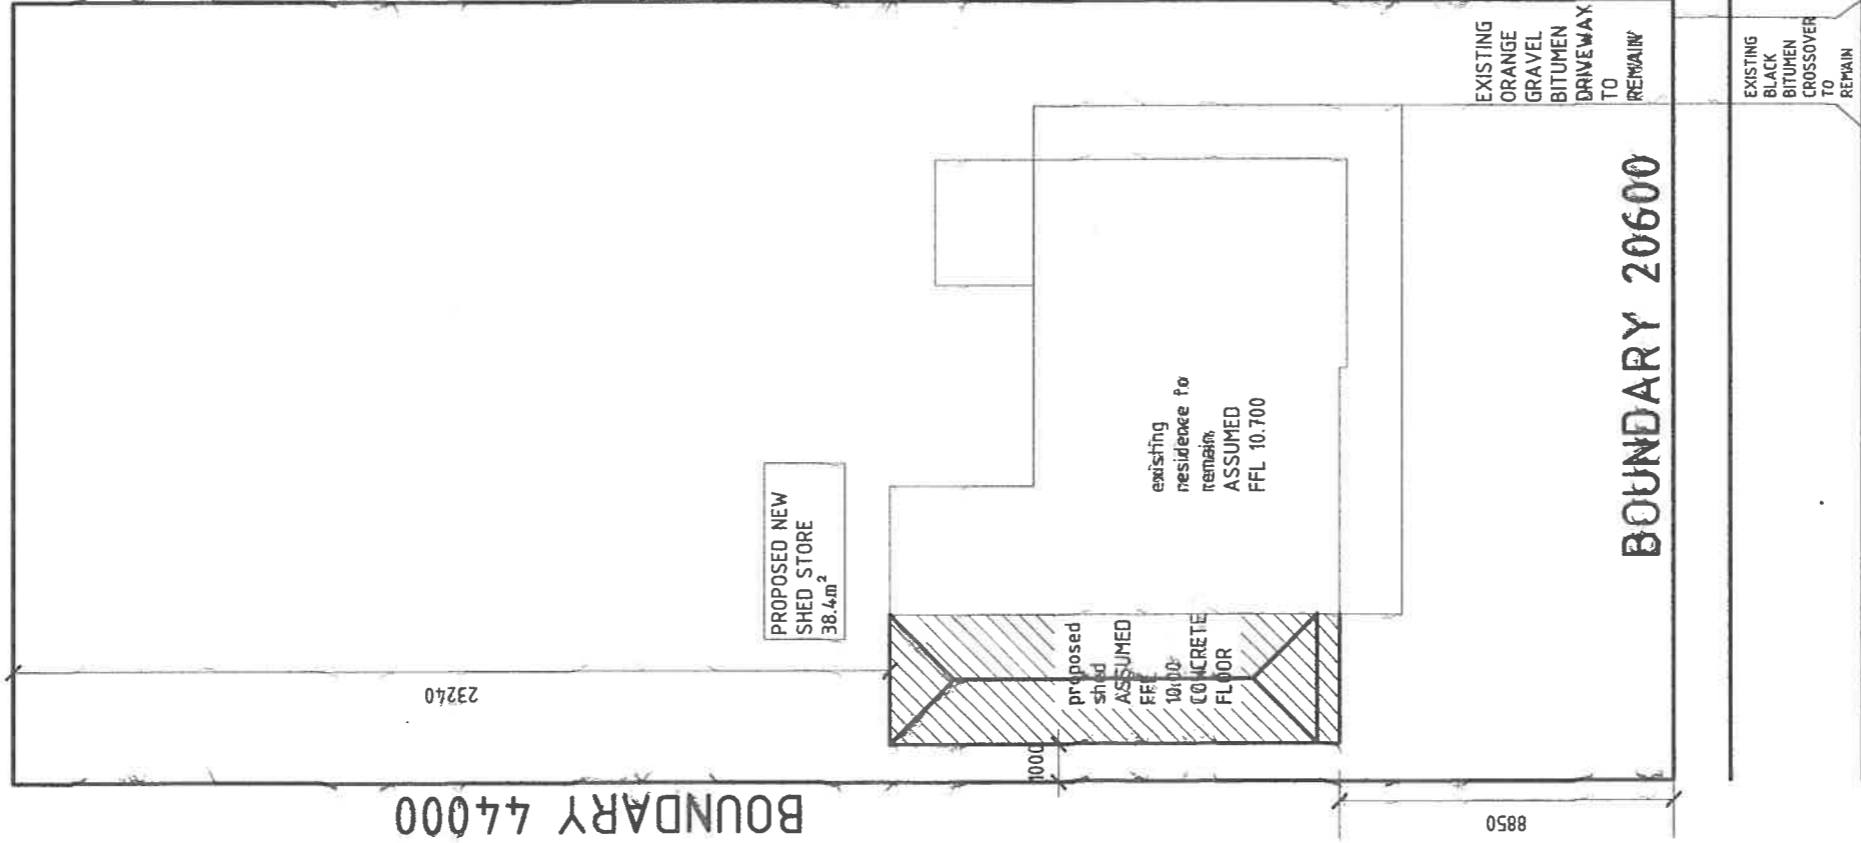 EXISTING
ORANGE
GRAVEL
BITUMEN
DRIVEWAY
TO
REMAIN
EXISTING
BLACK
BITUMEN
CROSSOVER
TO
REMAIN
PROPOSED NEW
SHED STORE
38.4m²
existing
residence to
remain
ASSUMED
FFL 10.700
proposed
shed
ASSUMED
FFL
10:00
CONCRETE
FLOOR
23240
1000
8850
BOUNDARY 44000
BOUNDARY 20600